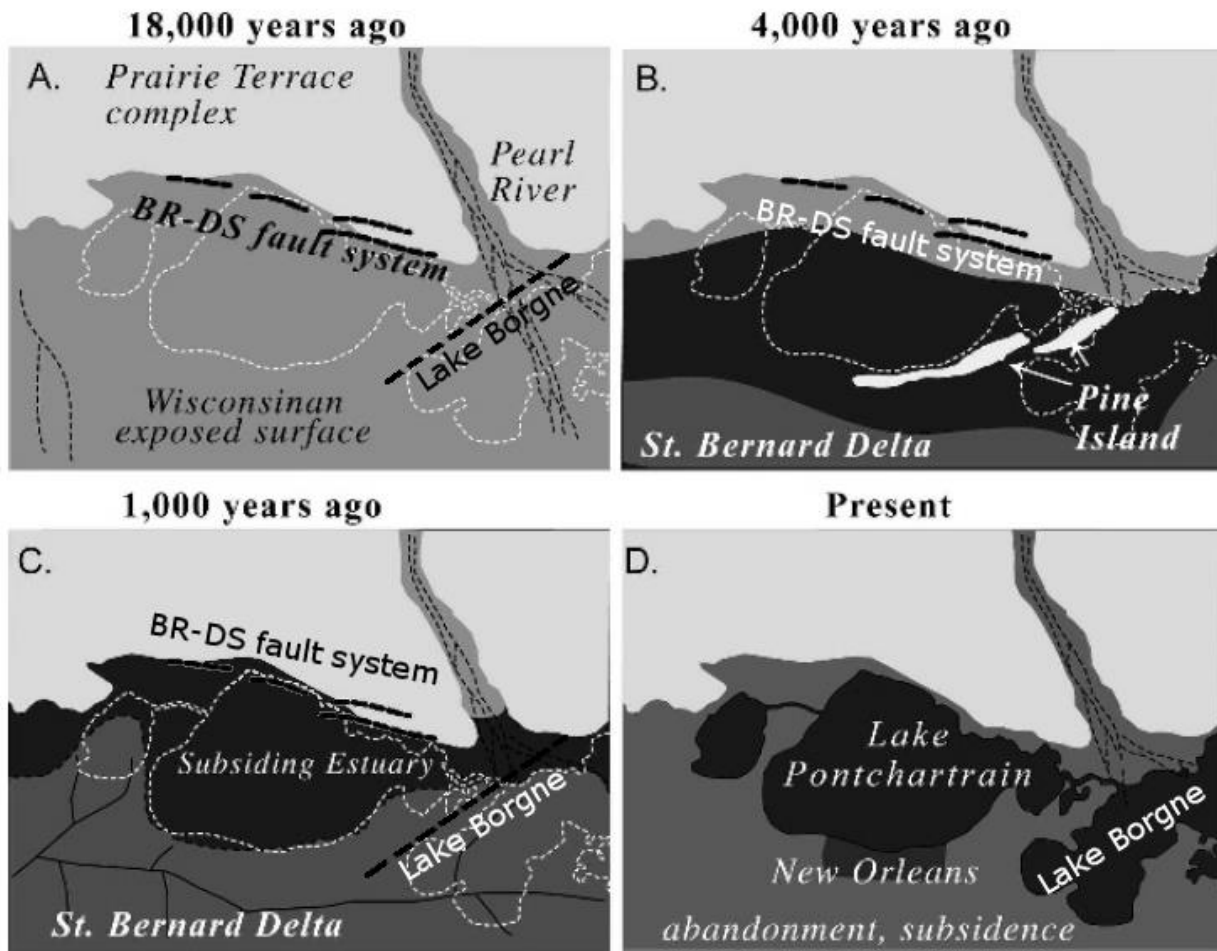 18,000 years ago
A.
Prairie Terrace
complex
Pearl
River
BR-DS fault system
Lake Borgne
Wisconsinan
exposed surface
4,000 years ago
B.
BR-DS fault system
Pine
Island
St. Bernard Delta
1,000 years ago
C.
BR-DS fault system
Subsiding Estuary
Lake Borgne
St. Bernard Delta
Present
D.
Lake
Pontchartrain
Lake Borgne
New Orleans
abandonment, subsidence